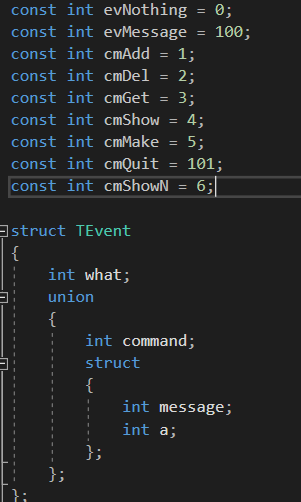 const int evNothing = 0;
const int evMessage = 100;
const int cmAdd = 1;
const int cmDel = 2;
const int cmGet = 3;
const int cmShow = 4;
const int cmMake = 5;
const int cmQuit = 101;
const int cmShowN = 6;
struct TEvent
{
int what;
union
{
int command;
struct
{
int message;
int a;
};
};
};